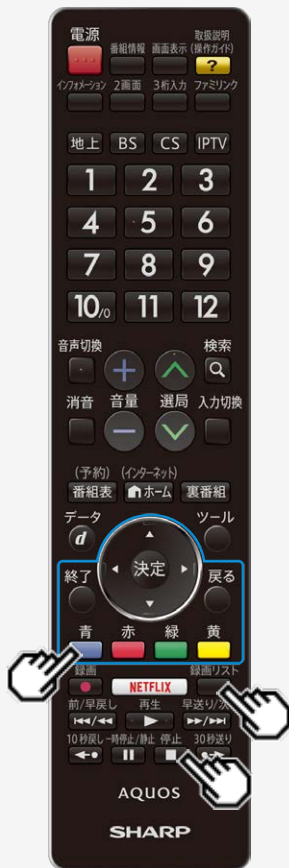 電源
番組情報 画面表示 取扱説明(操作ガイド)
?
インフォメーション 2画面 3桁入力 ファミリンク
地上 BS CS IPTV
1 2 3
4 5 6
7 8 9
10/0 11 12
音声切換 検索
+
消音 音量 選局 入力切換
−
(予約) (インターネット)
番組表 ホーム 裏番組
データ ツール
d
決定
終了 戻る
青 赤 緑 黄
録画 NETFLIX 録画リスト
前/早戻し 再生 早送り/次
10秒戻し 一時停止/静止 停止 30秒送り
AQUOS
SHARP